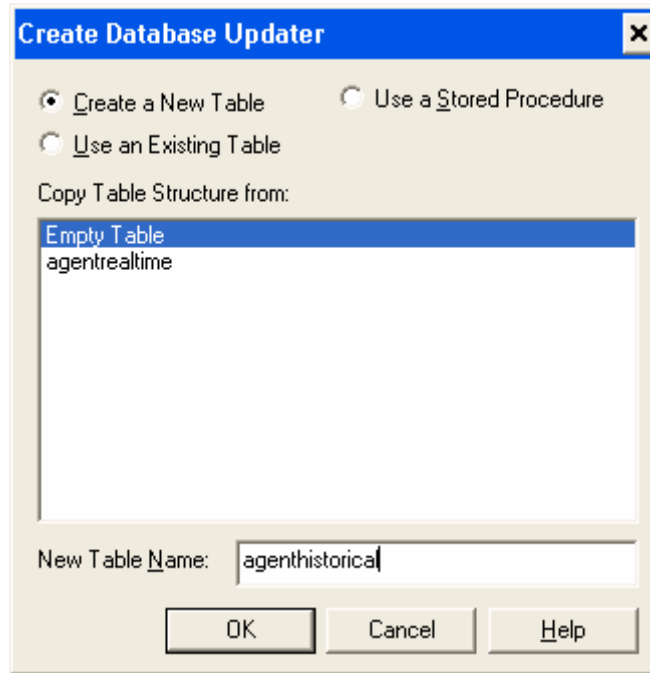 Create Database Updater
Create a New Table
Use a Stored Procedure
Use an Existing Table
Copy Table Structure from:
Empty Table
agentrealtime
New Table Name: agenthistorical
OK Cancel Help